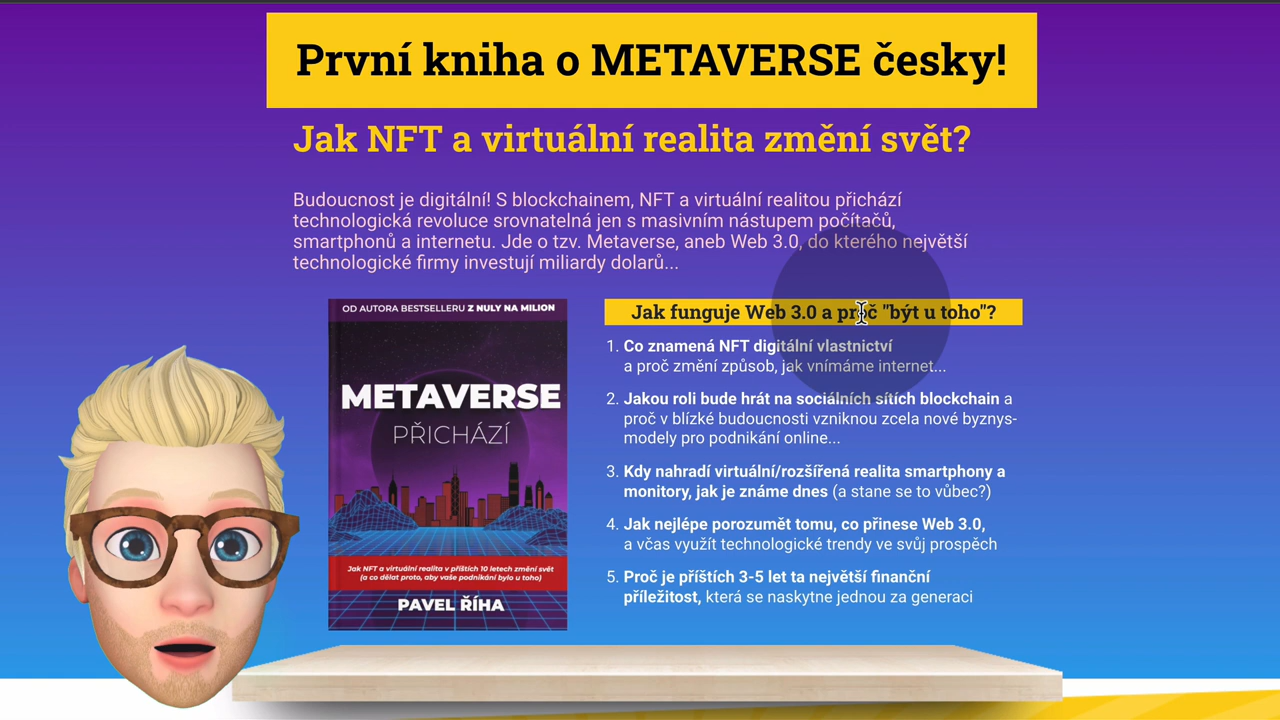 První kniha o METAVERSE česky!
Jak NFT a virtuální realita změní svět?
Budoucnost je digitální! S blockchainem, NFT a virtuální realitou přichází
technologická revoluce srovnatelná jen s masivním nástupem počítačů,
smartphonů a internetu. Jde o tzv. Metaverse, aneb Web 3.0, do kterého největší
technologické firmy investují miliardy dolarů...
OD AUTORA BESTSELLERU Z NULY NA MILION
METAVERSE
PŘICHÁZÍ
Jak NFT a virtuální realita v příštích 10 letech změní svět
(a co dělat proto, aby vaše podnikání bylo u toho)
PAVEL ŘÍHA
Jak funguje Web 3.0 a proč "být u toho"?
1. Co znamená NFT digitální vlastnictví
a proč změní způsob, jak vnímáme internet...
2. Jakou roli bude hrát na sociálních sítích blockchain a
proč v blízké budoucnosti vzniknou zcela nové byznys-
modely pro podnikání online...
3. Kdy nahradí virtuální/rozšířená realita smartphony a
monitory, jak je známe dnes (a stane se to vůbec?)
4. Jak nejlépe porozumět tomu, co přinese Web 3.0,
a včas využít technologické trendy ve svůj prospěch
5. Proč je příštích 3-5 let ta největší finanční
příležitost, která se naskytne jednou za generaci